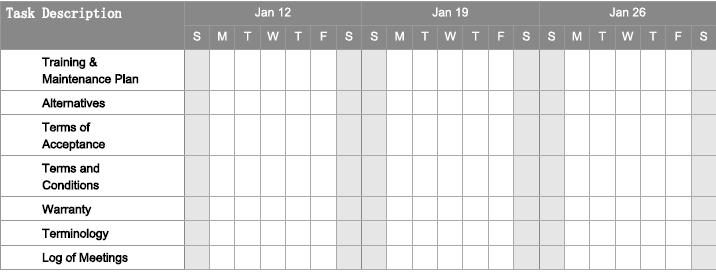 Task Description
Jan 12 Jan 19 Jan 26
S M T W T F S S M T W T F S S M T W T F S
Training &
Maintenance Plan
Alternatives
Terms of
Acceptance
Terms and
Conditions
Warranty
Terminology
Log of Meetings